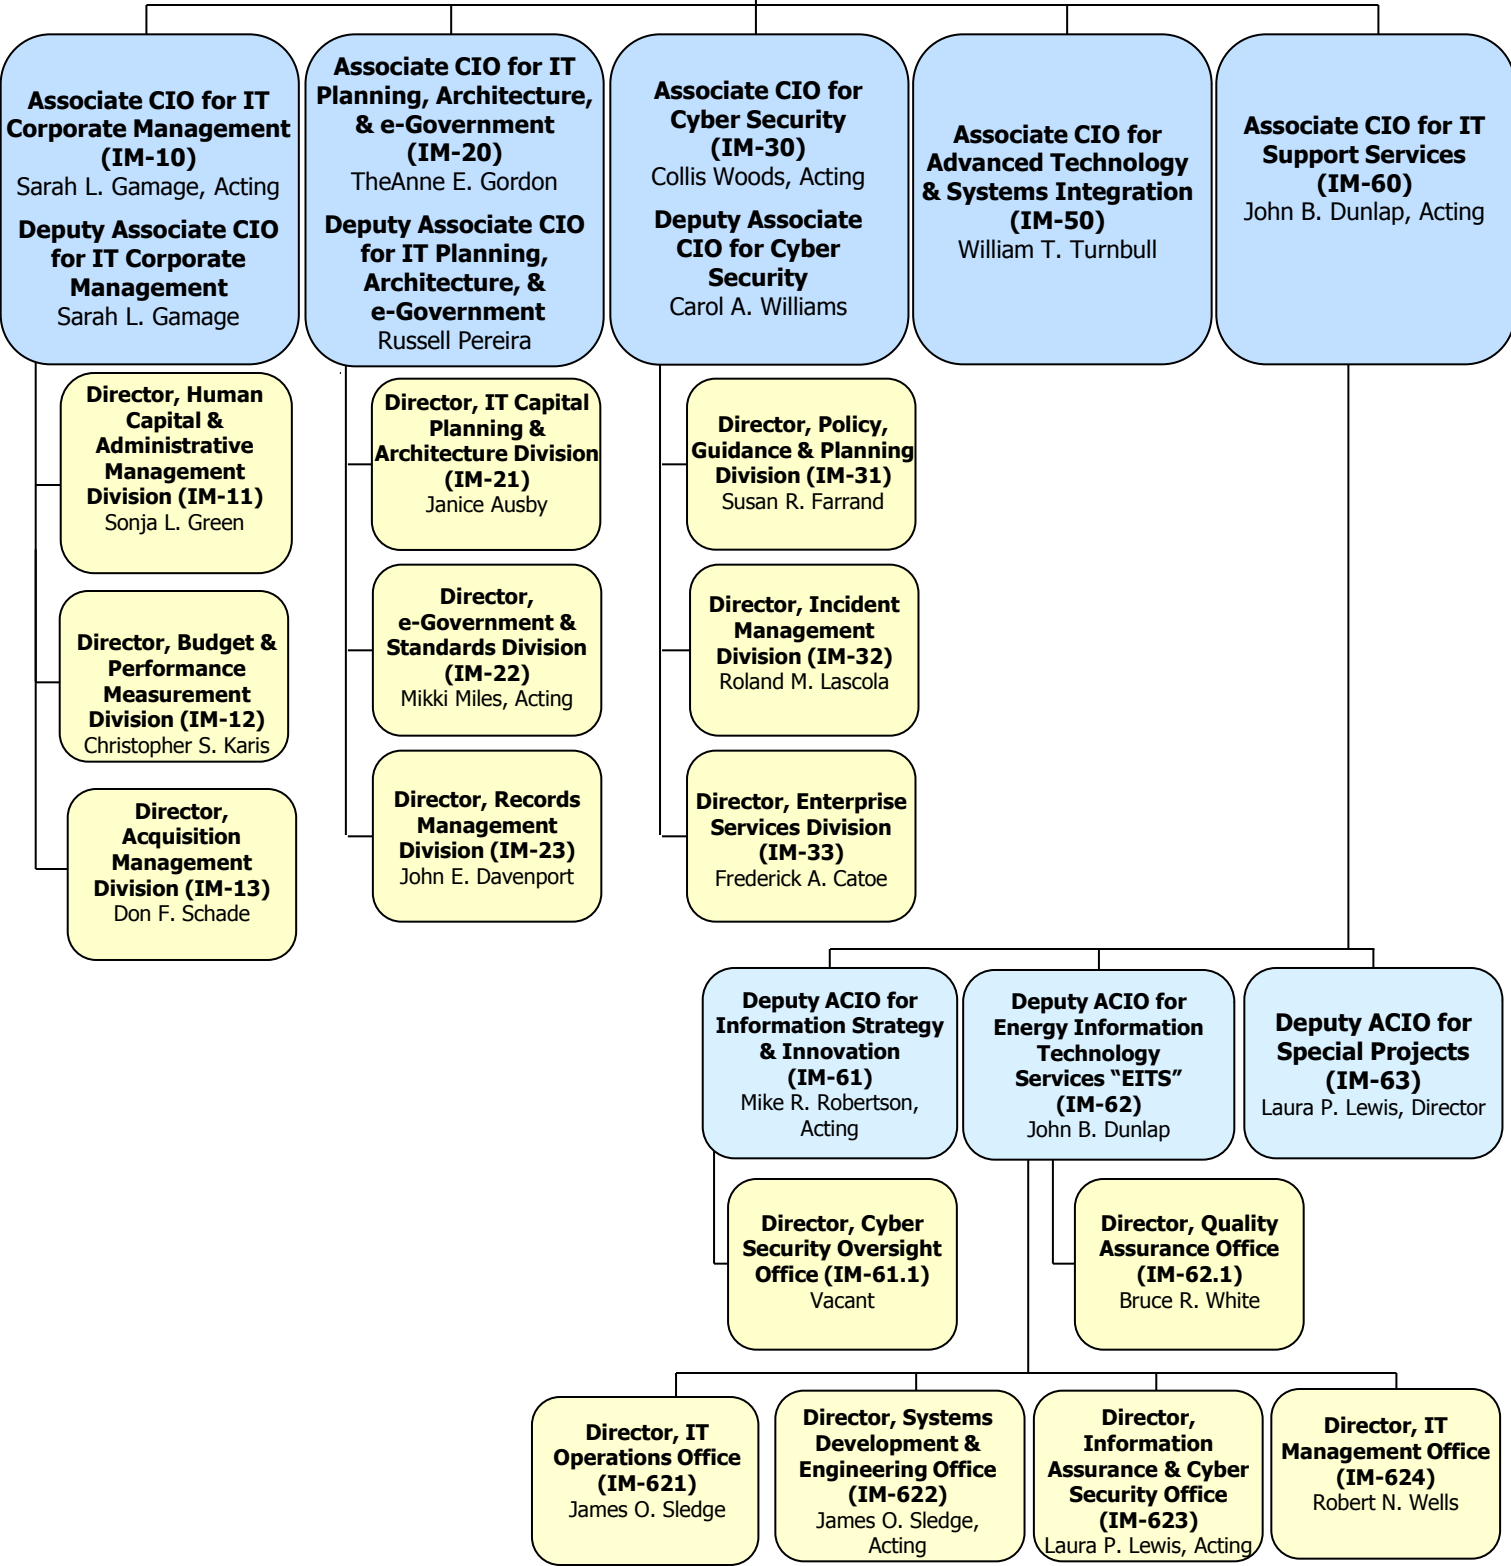 Associate CIO for IT
Corporate Management
(IM-10)
Sarah L. Gamage, Acting
Deputy Associate CIO
for IT Corporate
Management
Sarah L. Gamage
Associate CIO for IT
Planning, Architecture,
& e-Government
(IM-20)
TheAnne E. Gordon
Deputy Associate CIO
for IT Planning,
Architecture, &
e-Government
Russell Pereira
Associate CIO for
Cyber Security
(IM-30)
Collis Woods, Acting
Deputy Associate
CIO for Cyber
Security
Carol A. Williams
Associate CIO for
Advanced Technology
& Systems Integration
(IM-50)
William T. Turnbull
Associate CIO for IT
Support Services
(IM-60)
John B. Dunlap, Acting
Director, Human
Capital &
Administrative
Management
Division (IM-11)
Sonja L. Green
Director, Budget &
Performance
Measurement
Division (IM-12)
Christopher S. Karis
Director,
Acquisition
Management
Division (IM-13)
Don F. Schade
Director, IT Capital
Planning &
Architecture Division
(IM-21)
Janice Ausby
Director,
e-Government &
Standards Division
(IM-22)
Mikki Miles, Acting
Director, Records
Management
Division (IM-23)
John E. Davenport
Director, Policy,
Guidance & Planning
Division (IM-31)
Susan R. Farrand
Director, Incident
Management
Division (IM-32)
Roland M. Lascola
Director, Enterprise
Services Division
(IM-33)
Frederick A. Catoe
Deputy ACIO for
Information Strategy
& Innovation
(IM-61)
Mike R. Robertson,
Acting
Deputy ACIO for
Energy Information
Technology
Services “EITS”
(IM-62)
John B. Dunlap
Deputy ACIO for
Special Projects
(IM-63)
Laura P. Lewis, Director
Director, Cyber
Security Oversight
Office (IM-61.1)
Vacant
Director, Quality
Assurance Office
(IM-62.1)
Bruce R. White
Director, IT
Operations Office
(IM-621)
James O. Sledge
Director, Systems
Development &
Engineering Office
(IM-622)
James O. Sledge,
Acting
Director,
Information
Assurance & Cyber
Security Office
(IM-623)
Laura P. Lewis, Acting
Director, IT
Management Office
(IM-624)
Robert N. Wells